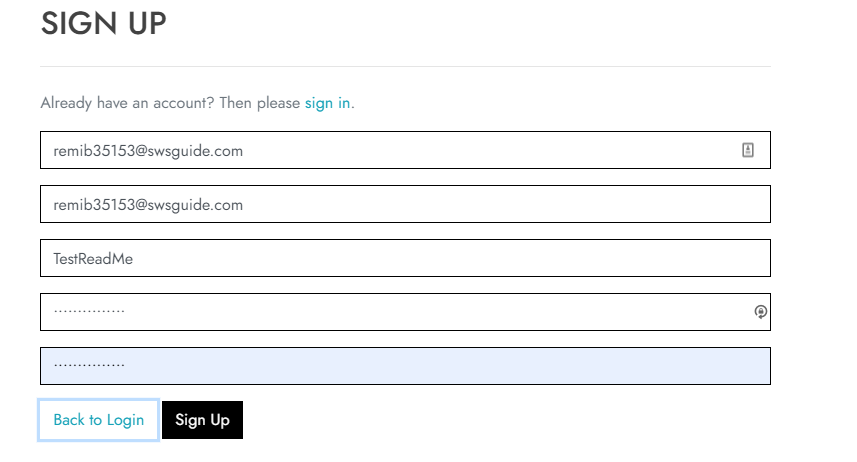 SIGN UP
Already have an account? Then please sign in.
remib35153@swsguide.com
remib35153@swsguide.com
TestReadMe
...............
...............
Back to Login Sign Up